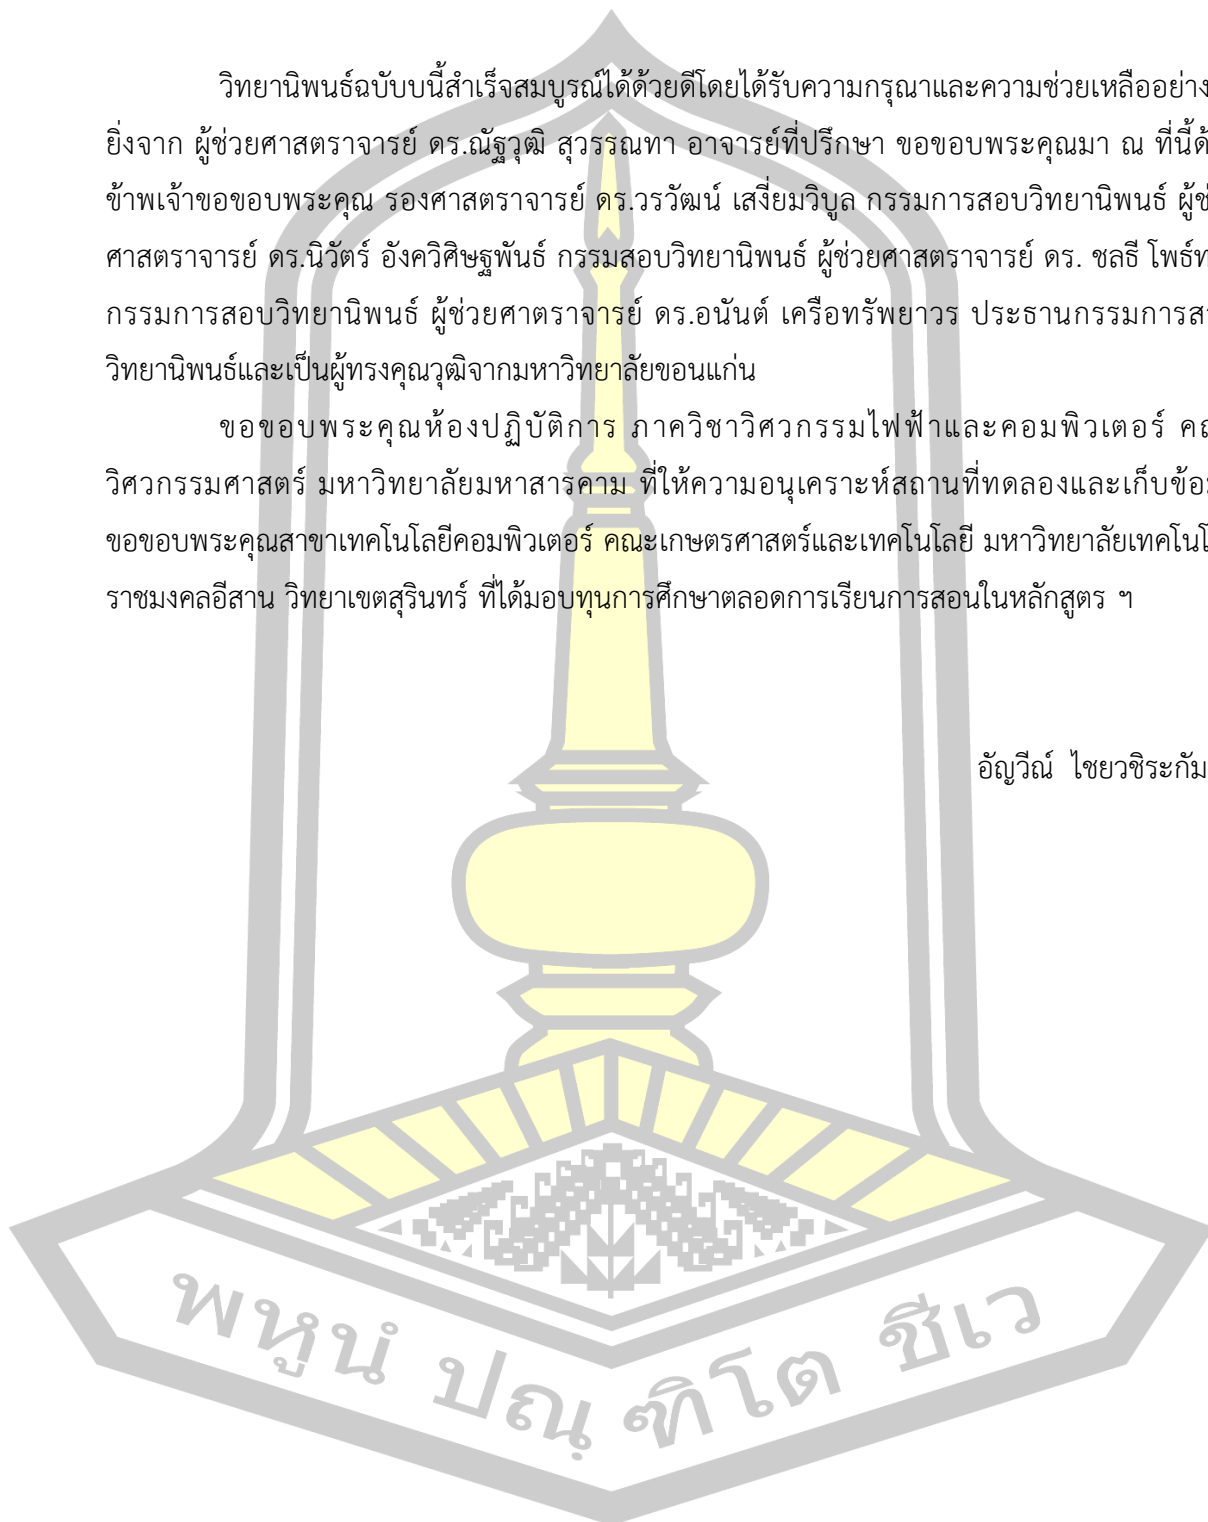 วิทยานิพนธ์ฉบับบนี้สำเร็จสมบูรณ์ได้ด้วยดีโดยได้รับความกรุณาและความช่วยเหลืออย่าง
ยิ่งจาก ผู้ช่วยศาสตราจารย์ ดร.ณัฐวุฒิ สุวรรณทา อาจารย์ที่ปรึกษา ขอขอบพระคุณมา ณ ที่นี้ด้
ข้าพเจ้าขอขอบพระคุณ รองศาสตราจารย์ ดร.วรวัฒน์ เสงี่ยมวิบูล กรรมการสอบวิทยานิพนธ์ ผู้ช่
ศาสตราจารย์ ดร.นิวัตร์ อังควิศิษฐพันธ์ กรรมสอบวิทยานิพนธ์ ผู้ช่วยศาสตราจารย์ ดร. ชลธี โพธ์ท
กรรมการสอบวิทยานิพนธ์ ผู้ช่วยศาตราจารย์ ดร.อนันต์ เครือทรัพยาวร ประธานกรรมการส
วิทยานิพนธ์และเป็นผู้ทรงคุณวุฒิจากมหาวิทยาลัยขอนแก่น
ขอขอบพระคุณห้องปฏิบัติการ ภาควิชาวิศวกรรมไฟฟ้าและคอมพิวเตอร์ คณ
วิศวกรรมศาสตร์ มหาวิทยาลัยมหาสารคาม ที่ให้ความอนุเคราะห์สถานที่ทดลองและเก็บข้อ
ขอขอบพระคุณสาขาเทคโนโลยีคอมพิวเตอร์ คณะเกษตรศาสตร์และเทคโนโลยี มหาวิทยาลัยเทคโนโ
ราชมงคลอีสาน วิทยาเขตสุรินทร์ ที่ได้มอบทุนการศึกษาตลอดการเรียนการสอนในหลักสูตร ฯ
อัญวีณ์ ไชยวชิระกัม
พหูนํ ปณฺฑิโต ชีเว